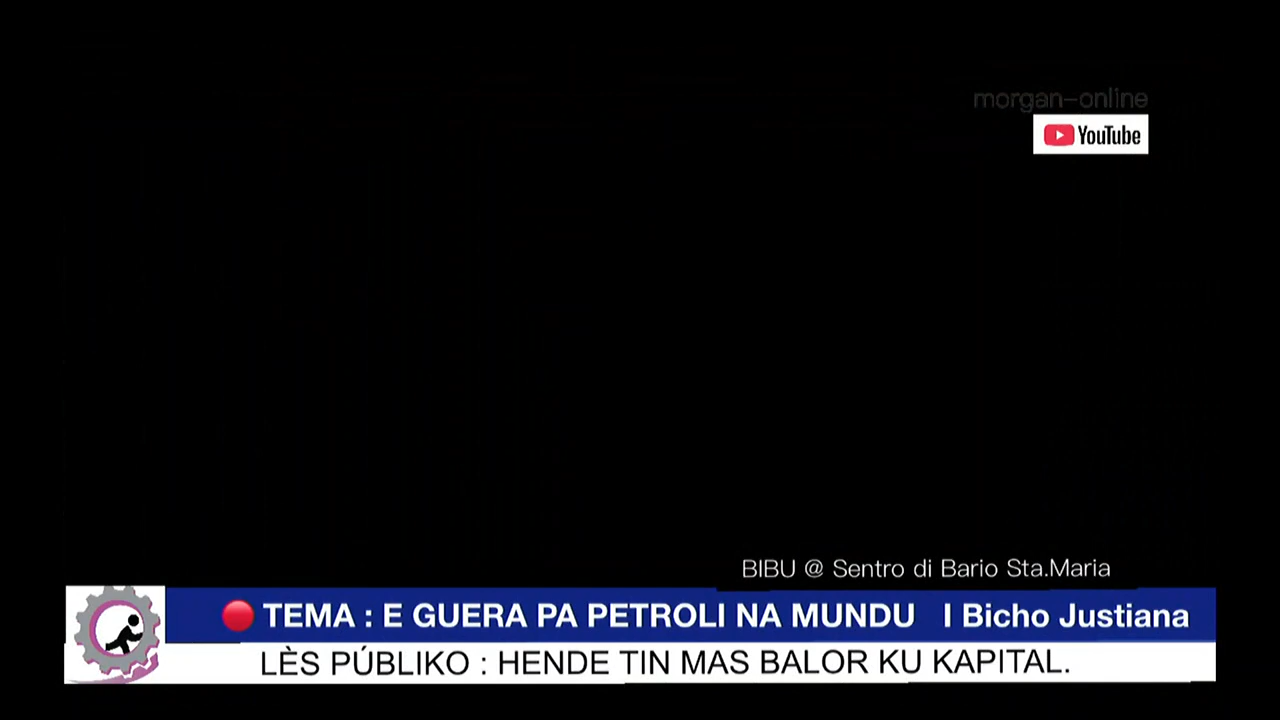 morgan-online
YouTube
BIBU @ Sentro di Bario Sta.Maria
TEMA : E GUERA PA PETROLI NA MUNDU I Bicho Justiana
LÈS PÚBLIKO : HENDE TIN MAS BALOR KU KAPITAL.